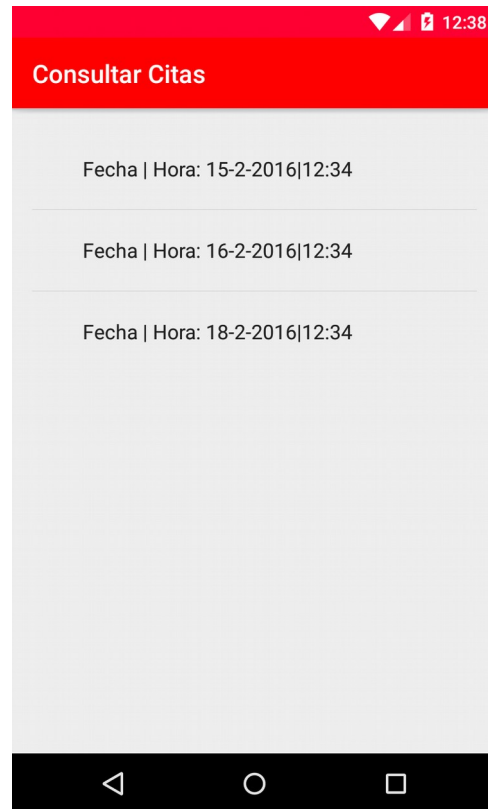 12:38
Consultar Citas
Fecha | Hora: 15-2-2016|12:34
Fecha | Hora: 16-2-2016|12:34
Fecha | Hora: 18-2-2016|12:34